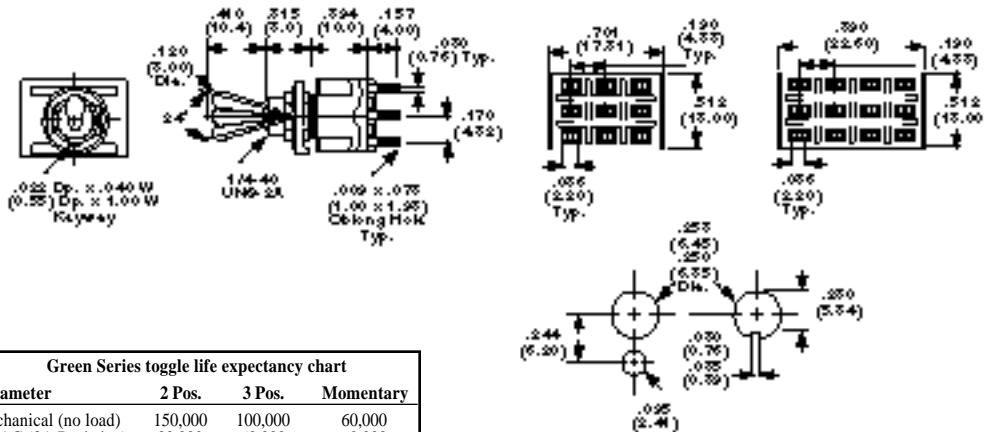 .410 .315 .394 .157
(10.4) (8.0) (10.0) (4.00)
.120
(3.00)
Dia.
.030
(0.76) Typ.
24°
.170
(4.32)
.022 Dp. x .040 W
(0.55) Dp. x 1.00 W
Keyway
1/4-40
UNS-2A
Oblong Hole
Typ.
.701
(17.81)
.190
(4.83)
Typ.
.512
(13.00)
(2.20)
Typ.
.890
(22.60)
.190
(4.83)
.512
(13.00
(2.20)
Typ.
.253
(6.45)
.250
(6.35)
Dia.
.244
(6.20)
.095
(2.41)
.030
(0.76)
.035
(0.89)
Green Series toggle life expectancy chart
ameter 2 Pos. 3 Pos. Momentary
chanical (no load) 150,000 100,000 60,000